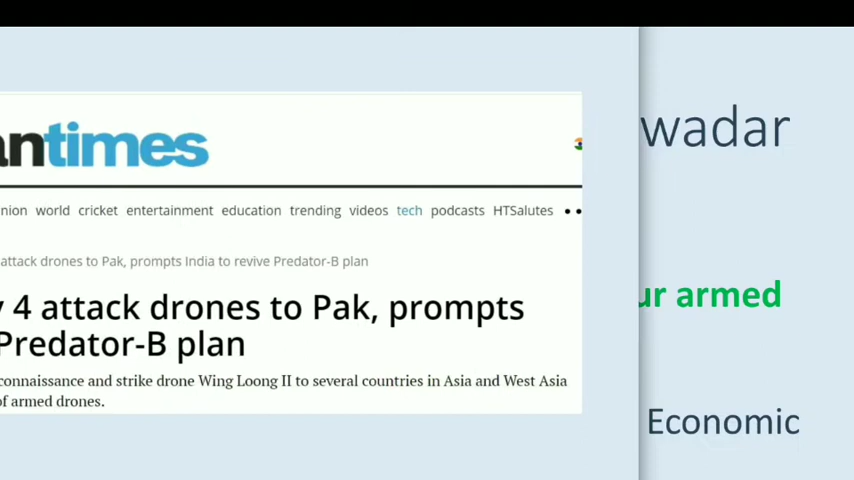 antimes
wadar
nion world cricket entertainment education trending videos tech podcasts HTSalutes
attack drones to Pak, prompts India to revive Predator-B plan
4 attack drones to Pak, prompts
ur armed
Predator-B plan
connaissance and strike drone Wing Loong II to several countries in Asia and West Asia
of armed drones.
Economic